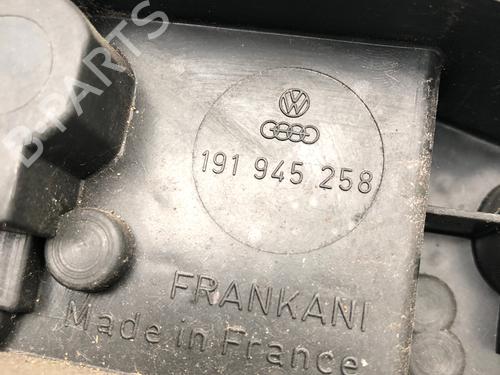 B-PARTS
191 945 258
FRANKANI
Made in France